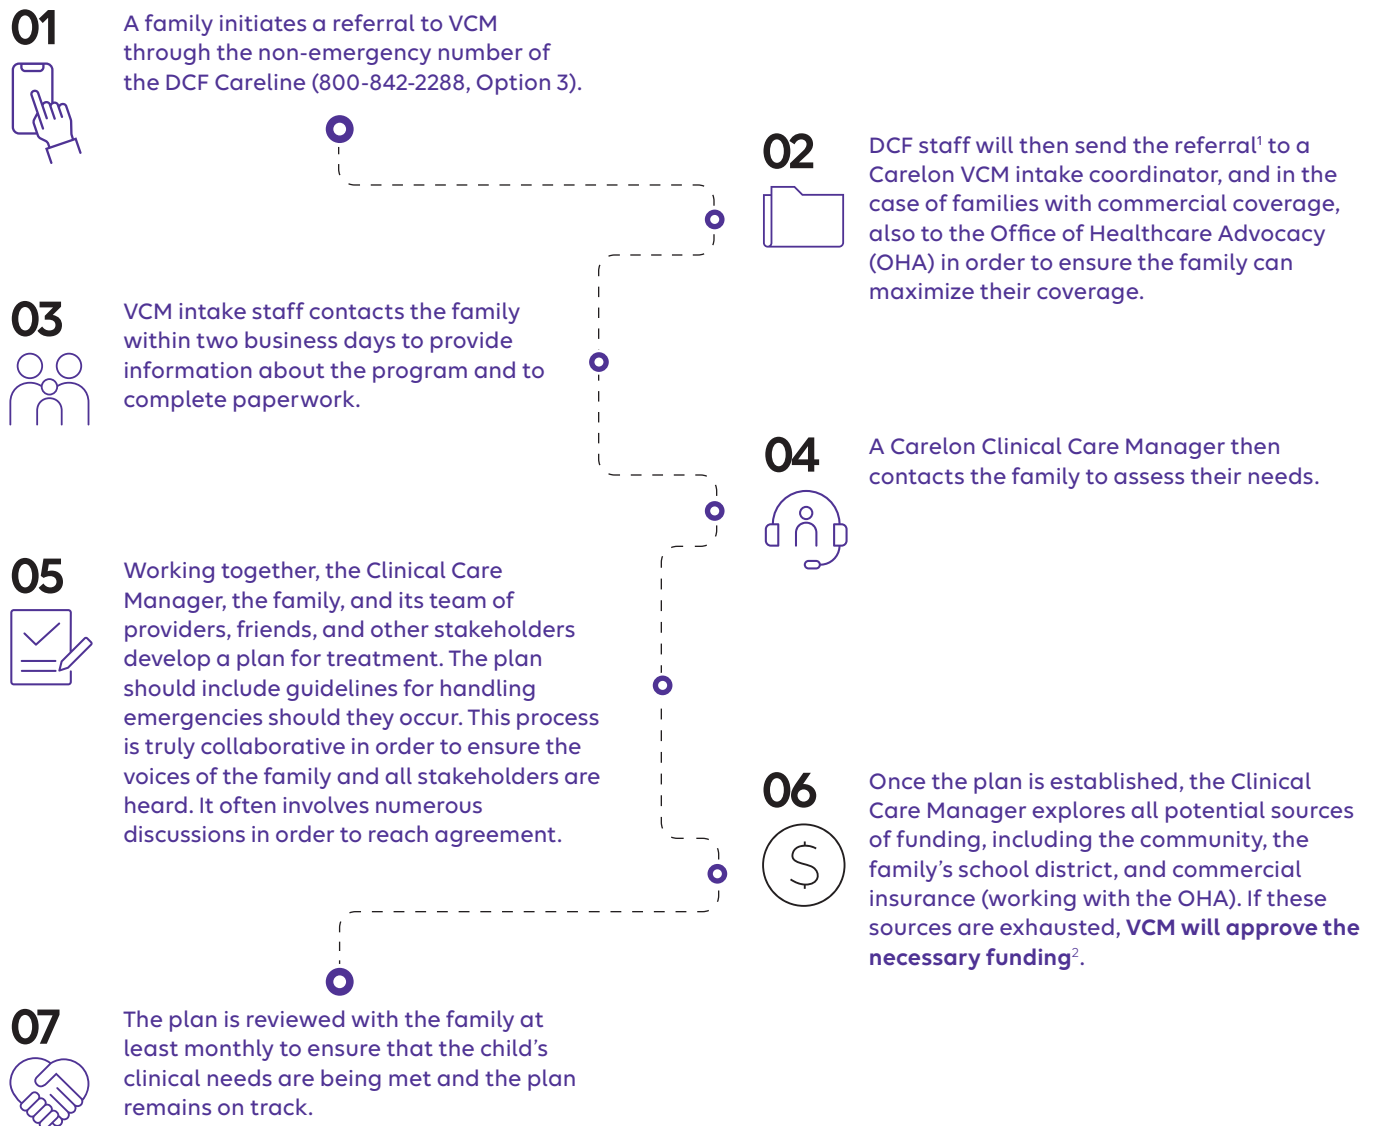 01
A family initiates a referral to VCM
through the non-emergency number of
the DCF Careline (800-842-2288, Option 3).
02
DCF staff will then send the referral¹ to a
Carelon VCM intake coordinator, and in the
case of families with commercial coverage,
also to the Office of Healthcare Advocacy
(OHA) in order to ensure the family can
maximize their coverage.
03
VCM intake staff contacts the family
within two business days to provide
information about the program and to
complete paperwork.
04
A Carelon Clinical Care Manager then
contacts the family to assess their needs.
05
Working together, the Clinical Care
Manager, the family, and its team of
providers, friends, and other stakeholders
develop a plan for treatment. The plan
should include guidelines for handling
emergencies should they occur. This process
is truly collaborative in order to ensure the
voices of the family and all stakeholders are
heard. It often involves numerous
discussions in order to reach agreement.
06
Once the plan is established, the Clinical
Care Manager explores all potential sources
of funding, including the community, the
family’s school district, and commercial
insurance (working with the OHA). If these
sources are exhausted, VCM will approve the
necessary funding².
$
07
The plan is reviewed with the family at
least monthly to ensure that the child’s
clinical needs are being met and the plan
remains on track.